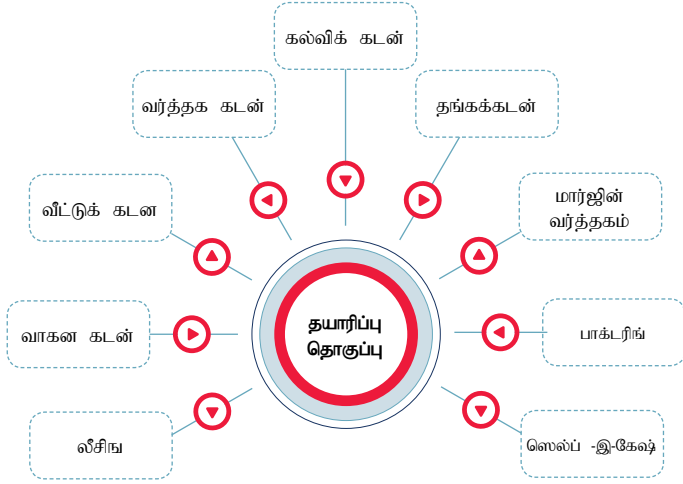 கல்விக் கடன்
வர்த்தக கடன்
தங்கக்கடன்
வீட்டுக் கடன
மார்ஜின்
வர்த்தகம்
தயாரிப்பு
தொகுப்பு
வாகன கடன்
பாக்டரிங்
லீசிங
ஸெல்ப் -இ-கேஷ்